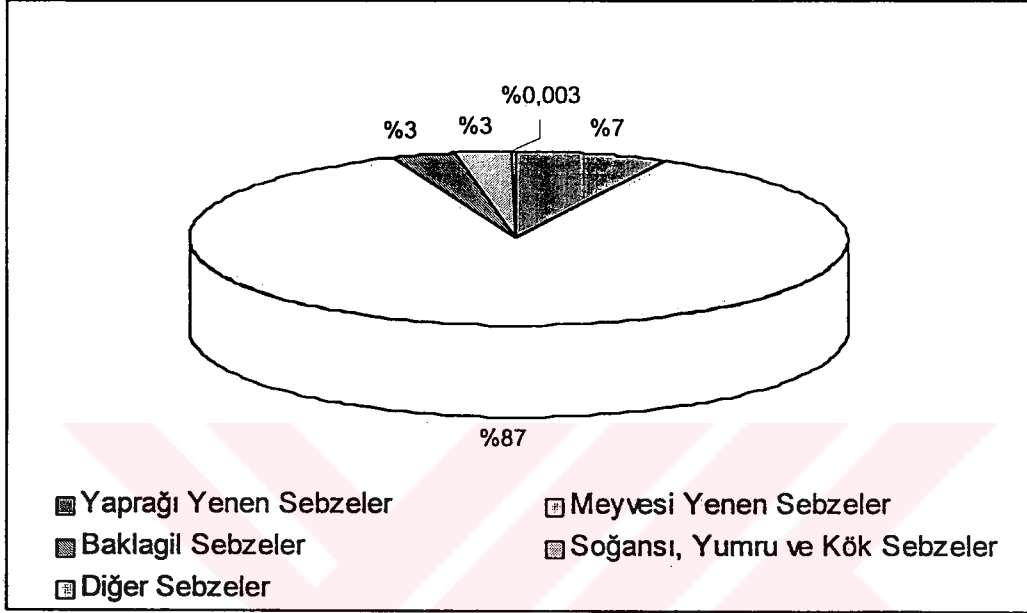 %0,003
%3 %3 %7
%87
Yaprağı Yenen Sebzeler Meyvesi Yenen Sebzeler
Baklagil Sebzeler Soğansı, Yumru ve Kök Sebzeler
Diğer Sebzeler